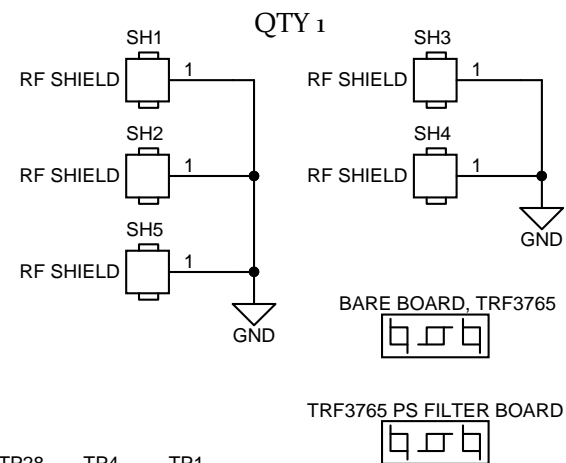 QTY 1
SH1
RF SHIELD 1
SH2
RF SHIELD 1
SH5
RF SHIELD 1
GND
SH3
RF SHIELD 1
SH4
RF SHIELD 1
GND
BARE BOARD, TRF3765
TRF3765 PS FILTER BOARD
TP28 TP4 TP1